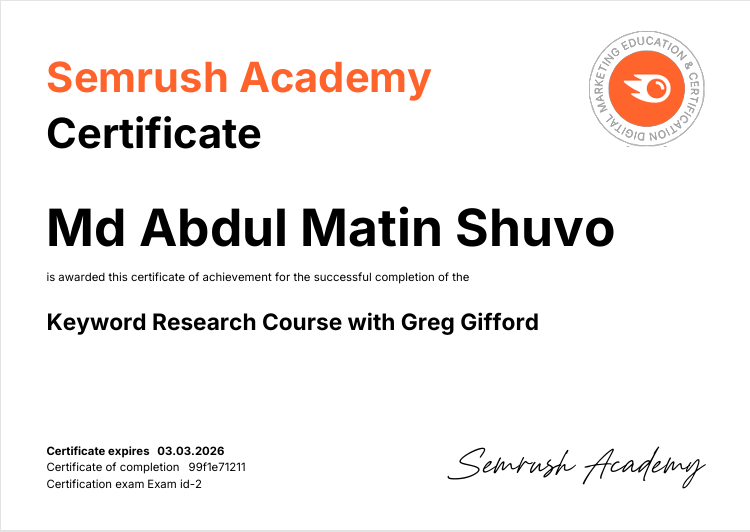 Semrush Academy
Certificate
DIGITAL MARKETING EDUCATION & CERTIFICATION
Md Abdul Matin Shuvo
is awarded this certificate of achievement for the successful completion of the
Keyword Research Course with Greg Gifford
Certificate expires 03.03.2026
Certificate of completion 99f1e71211
Certification exam Exam id-2
Semrush Academy